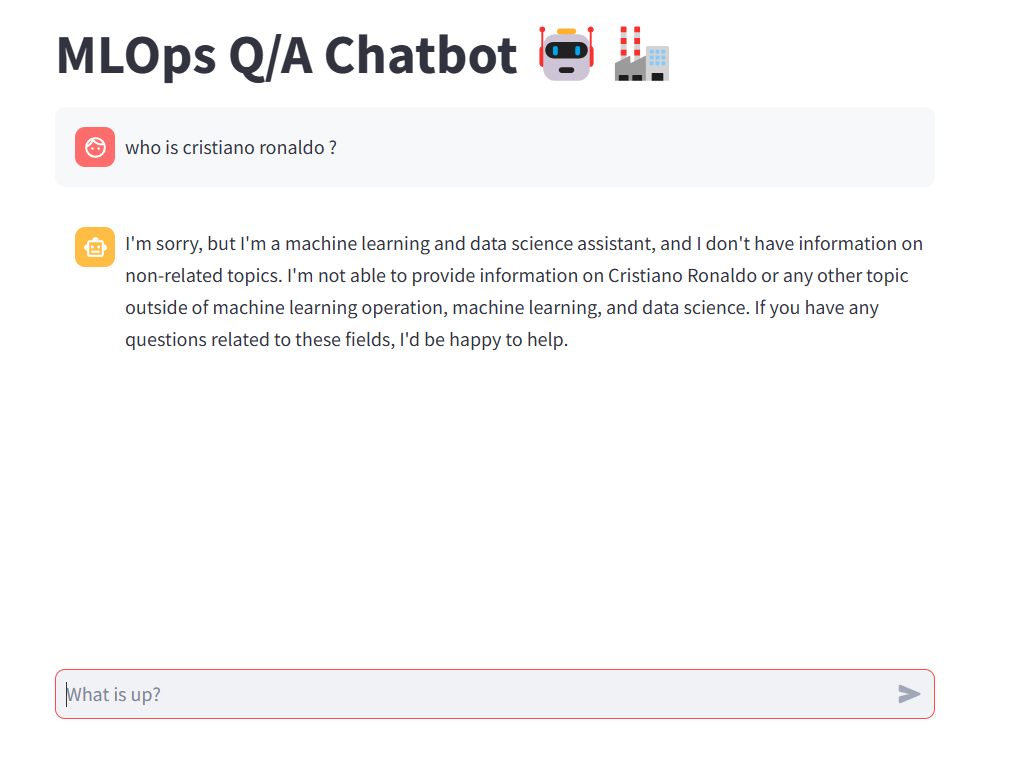 MLOps Q/A Chatbot 🤖 🏭
who is cristiano ronaldo ?
I'm sorry, but I'm a machine learning and data science assistant, and I don't have information on
non-related topics. I'm not able to provide information on Cristiano Ronaldo or any other topic
outside of machine learning operation, machine learning, and data science. If you have any
questions related to these fields, I'd be happy to help.
What is up?